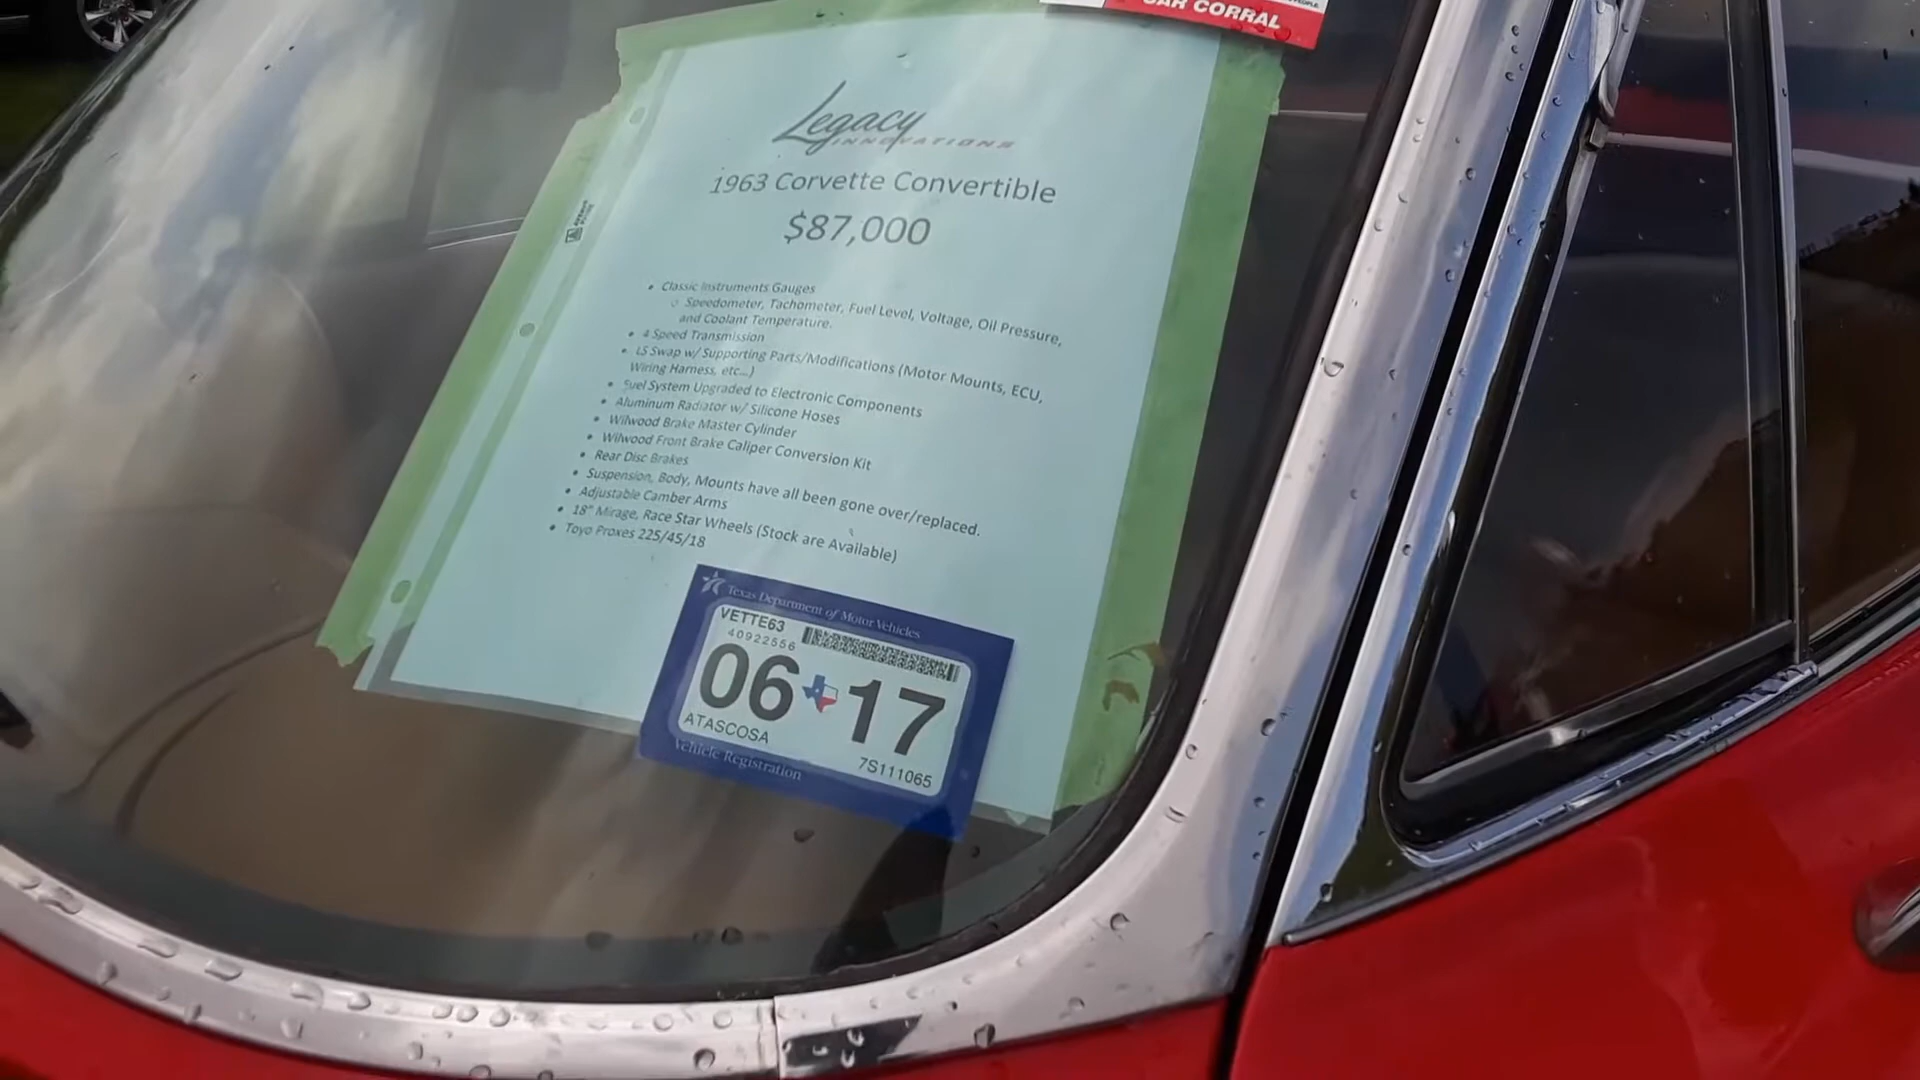 CAR CORRAL
Legacy
INNOVATIONS
1963 Corvette Convertible
$87,000
• Classic Instruments Gauges
○ Speedometer, Tachometer, Fuel Level, Voltage, Oil Pressure,
and Coolant Temperature.
• 4 Speed Transmission
• LS Swap w/ Supporting Parts/Modifications (Motor Mounts, ECU,
Wiring Harness, etc...)
• Fuel System Upgraded to Electronic Components
• Aluminum Radiator w/ Silicone Hoses
• Wilwood Brake Master Cylinder
• Wilwood Front Brake Caliper Conversion Kit
• Rear Disc Brakes
• Suspension, Body, Mounts have all been gone over/replaced.
• Adjustable Camber Arms
• 18" Mirage, Race Star Wheels (Stock are Available)
• Toyo Proxes 225/45/18
Texas Department of Motor Vehicles
VETTE63
40922556
06 17
ATASCOSA
7S111065
Vehicle Registration